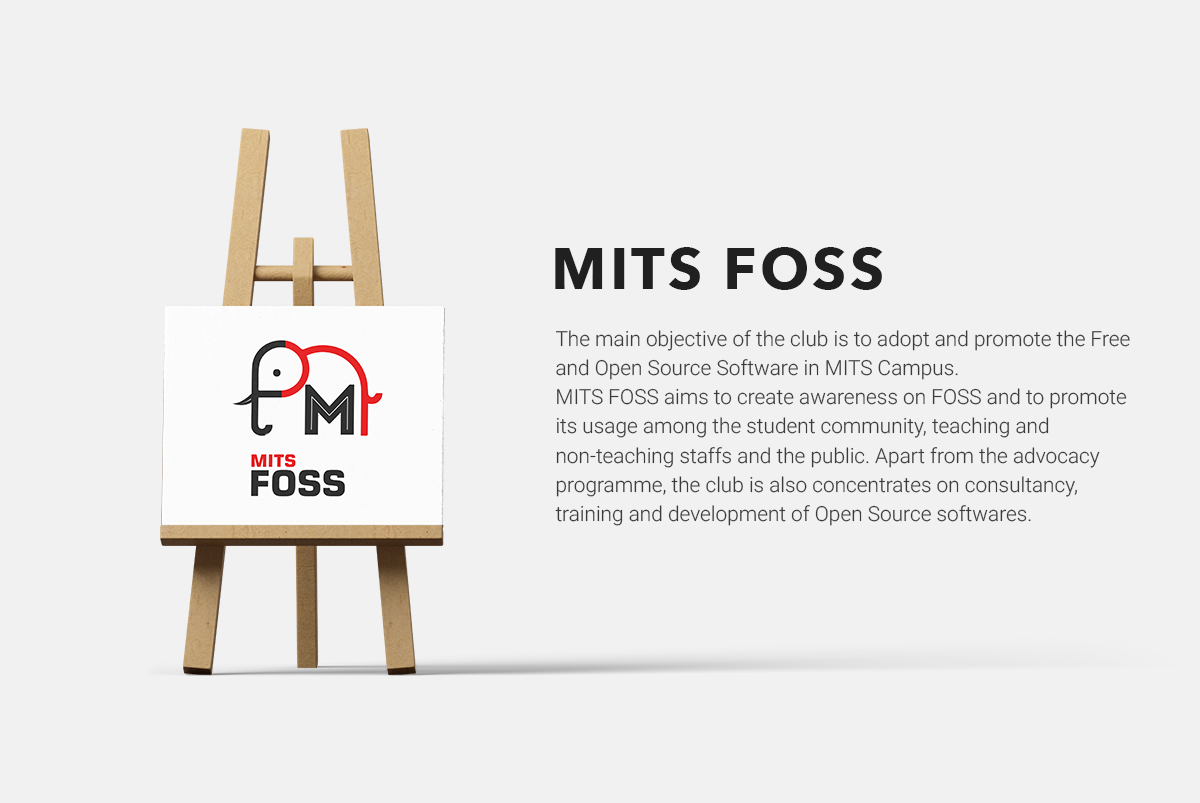 M
MITS
FOSS
MITS FOSS
The main objective of the club is to adopt and promote the Free
and Open Source Software in MITS Campus.
MITS FOSS aims to create awareness on FOSS and to promote
its usage among the student community, teaching and
non-teaching staffs and the public. Apart from the advocacy
programme, the club is also concentrates on consultancy,
training and development of Open Source softwares.